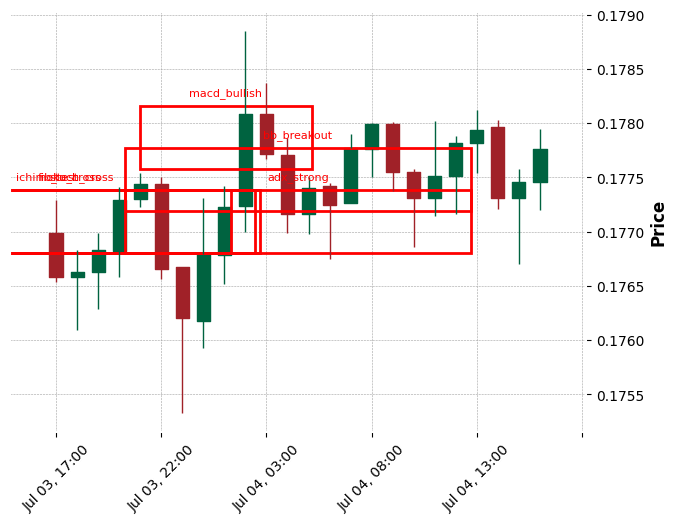 0.1790
0.1785
macd_bullish
0.1780
adx_strong
0.1775
0.1770
Price
0.1765
0.1760
0.1755
Jul 03, 17:00
Jul 03, 22:00
Jul 04, 03:00
Jul 04, 08:00
Jul 04, 13:00